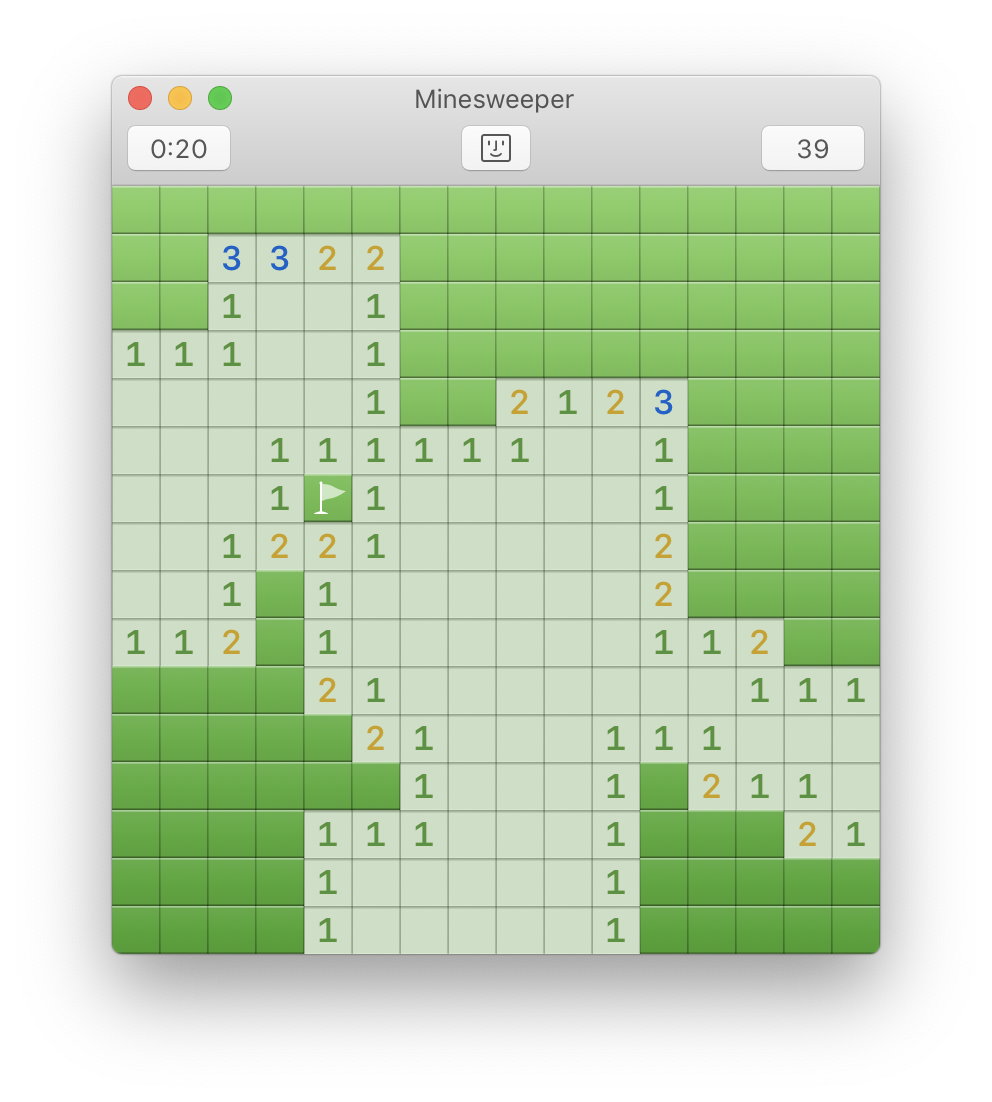 Minesweeper
0:20 39
3 3 2 2
1 1
1 1 1 1
1 2 1 2 3
1 1 1 1 1 1 1
1 1 1
1 2 2 1 2
1 1 2
1 1 2 1 1 1 2
2 1 1 1 1
2 1 1 1 1
1 1 2 1 1
1 1 1 1 2 1
1 1
1 1